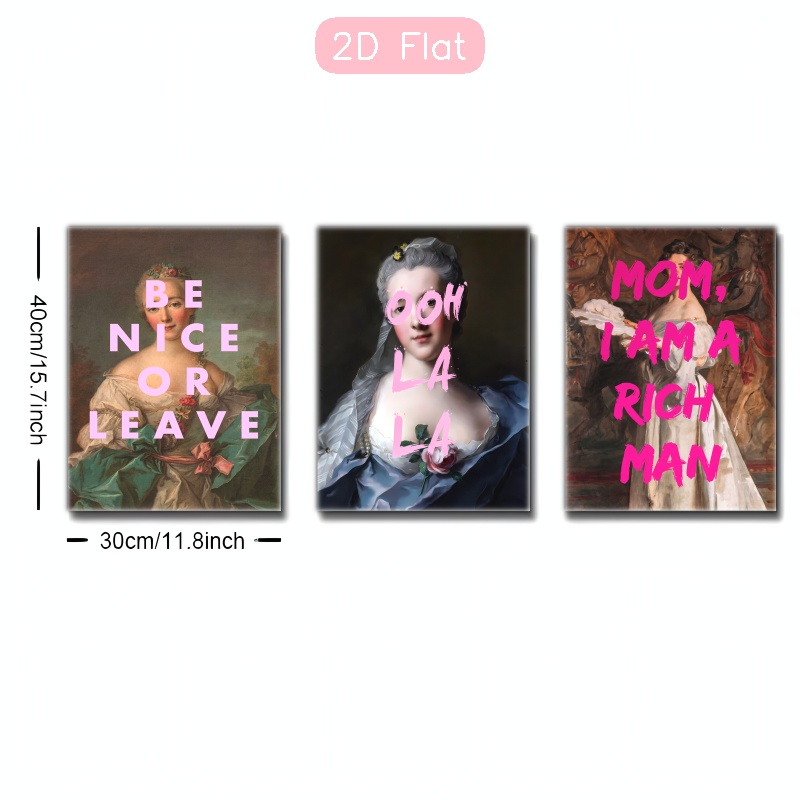 2D Flat
40cm/15.7inch
BE
NICE
OR
LEAVE
OOH
LA
LA
MOM,
I AM A
RICH
MAN
30cm/11.8inch